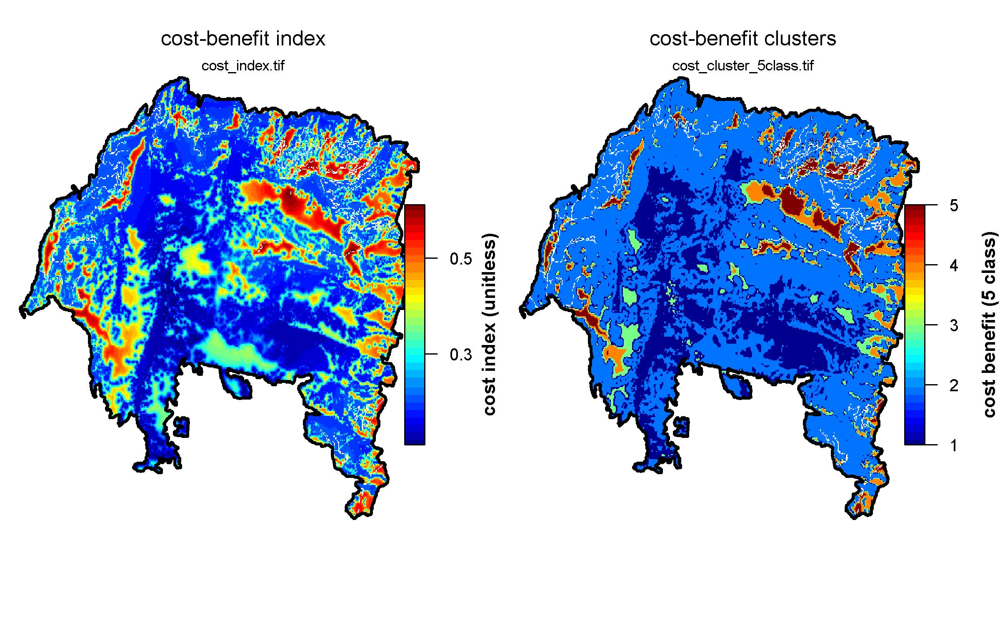 cost-benefit index
cost_index.tif
0.5
0.3
cost index (unitless)
cost-benefit clusters
cost_cluster_5class.tif
5
4
3
2
1
cost benefit (5 class)